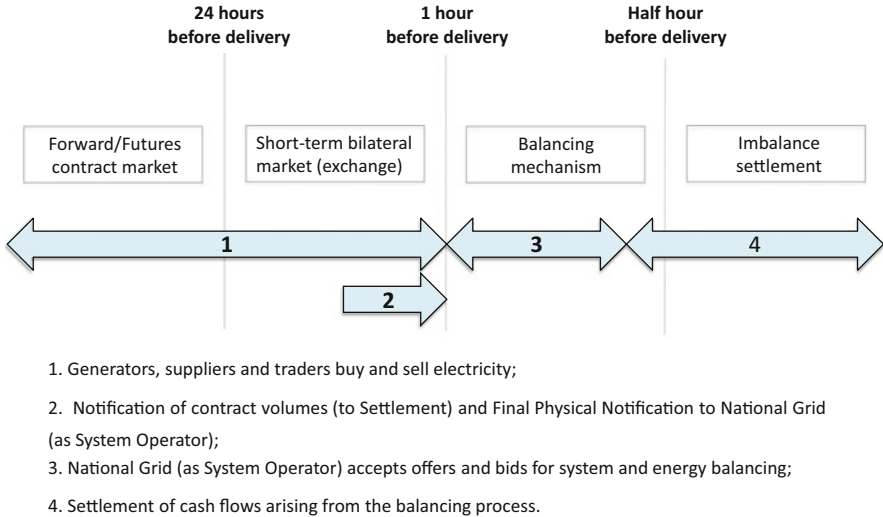 24 hours
before delivery
1 hour
before delivery
Half hour
before delivery
Forward/Futures
contract market
Short-term bilateral
market (exchange)
Balancing
mechanism
Imbalance
settlement
1
3
4
2
1. Generators, suppliers and traders buy and sell electricity;
2. Notification of contract volumes (to Settlement) and Final Physical Notification to National Grid
(as System Operator);
3. National Grid (as System Operator) accepts offers and bids for system and energy balancing;
4. Settlement of cash flows arising from the balancing process.